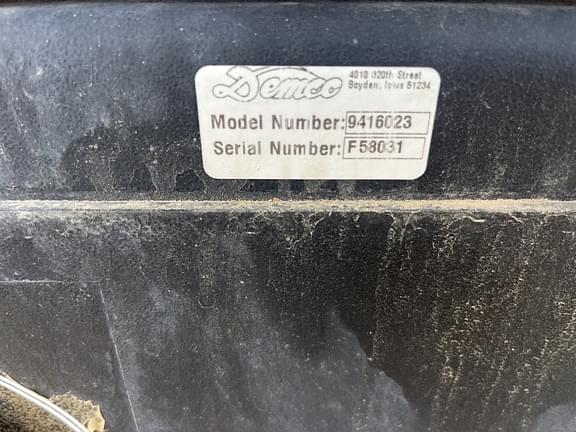 Demco
4010 320th Street
Boyden, Iowa 51234
Model Number: 9416023
Serial Number: F58031